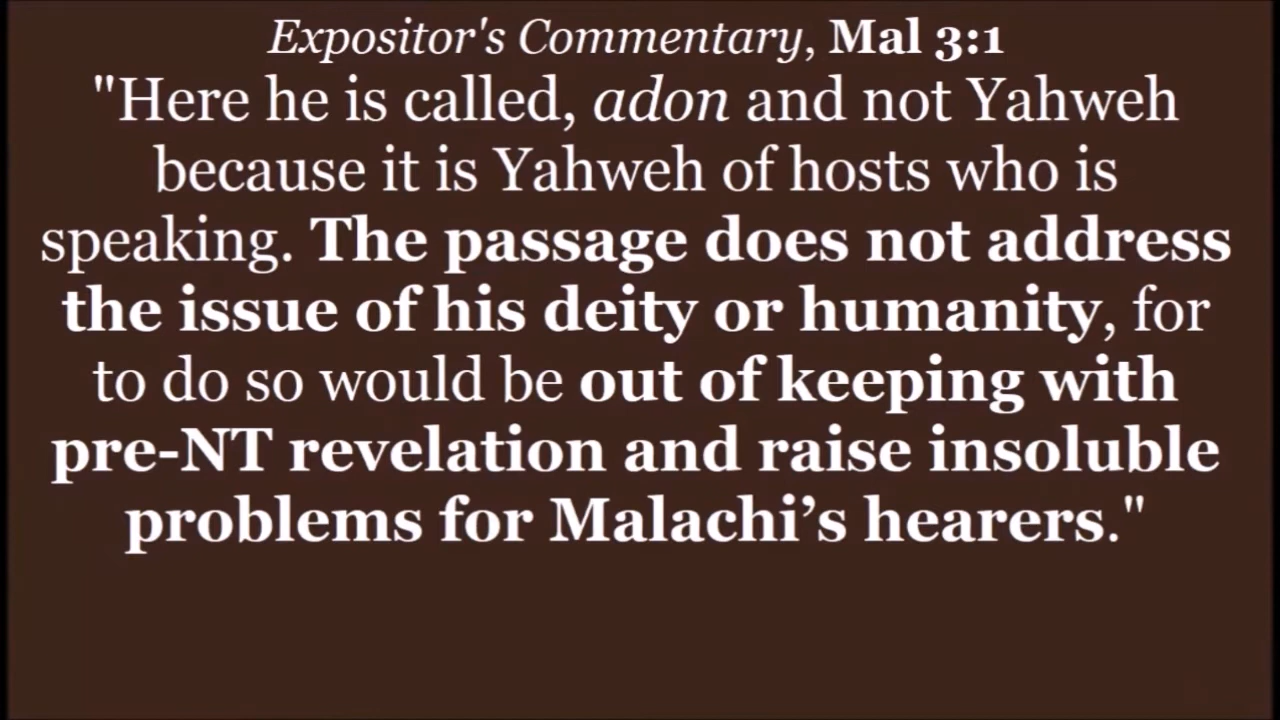 Expositor's Commentary, Mal 3:1
"Here he is called, adon and not Yahweh
because it is Yahweh of hosts who is
speaking. The passage does not address
the issue of his deity or humanity, for
to do so would be out of keeping with
pre-NT revelation and raise insoluble
problems for Malachi’s hearers."